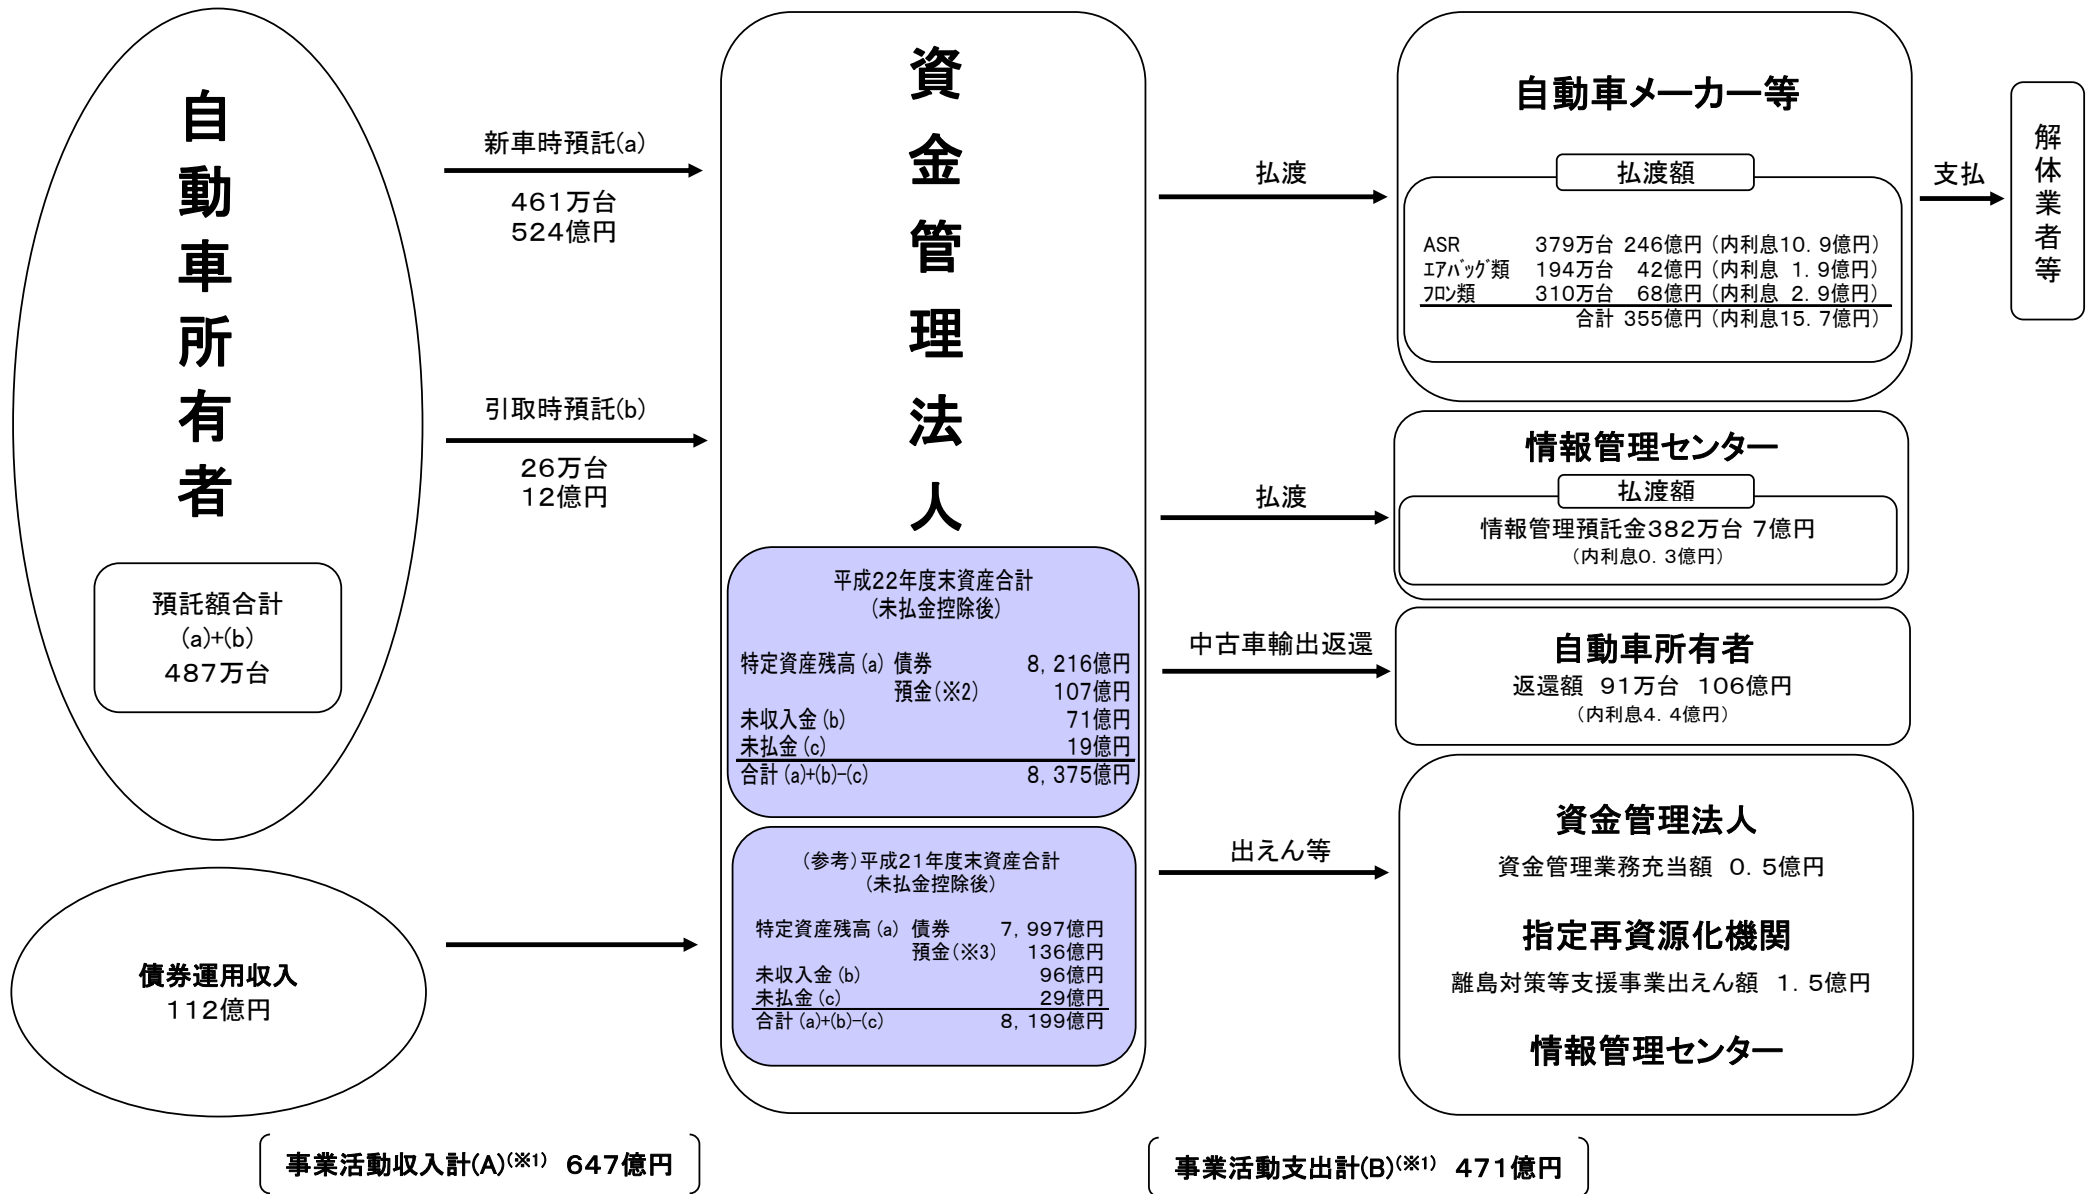 自動車所有者
預託額合計
(a)+(b)
487万台
債券運用収入
112億円
新車時預託(a)
461万台
524億円
引取時預託(b)
26万台
12億円
資金管理法人
平成22年度末資産合計
(未払金控除後)
特定資産残高(a) 債券 8, 216億円
預金(※2) 107億円
未収入金(b) 71億円
未払金(c) 19億円
合計(a)+(b)-(c) 8, 375億円
(参考)平成21年度末資産合計
(未払金控除後)
特定資産残高(a) 債券 7, 997億円
預金(※3) 136億円
未収入金(b) 96億円
未払金(c) 29億円
合計(a)+(b)-(c) 8, 199億円
払渡
自動車メーカー等
払渡額
ASR 379万台 246億円 (内利息10. 9億円)
エアバッグ類 194万台 42億円 (内利息 1. 9億円)
フロン類 310万台 68億円 (内利息 2. 9億円)
合計 355億円 (内利息15. 7億円)
支払
解体業者等
払渡
情報管理センター
払渡額
情報管理預託金382万台 7億円
(内利息0. 3億円)
中古車輸出返還
自動車所有者
返還額 91万台 106億円
(内利息4. 4億円)
出えん等
資金管理法人
資金管理業務充当額 0. 5億円
指定再資源化機関
離島対策等支援事業出えん額 1. 5億円
情報管理センター
事業活動収入計(A)(※1) 647億円
事業活動支出計(B)(※1) 471億円